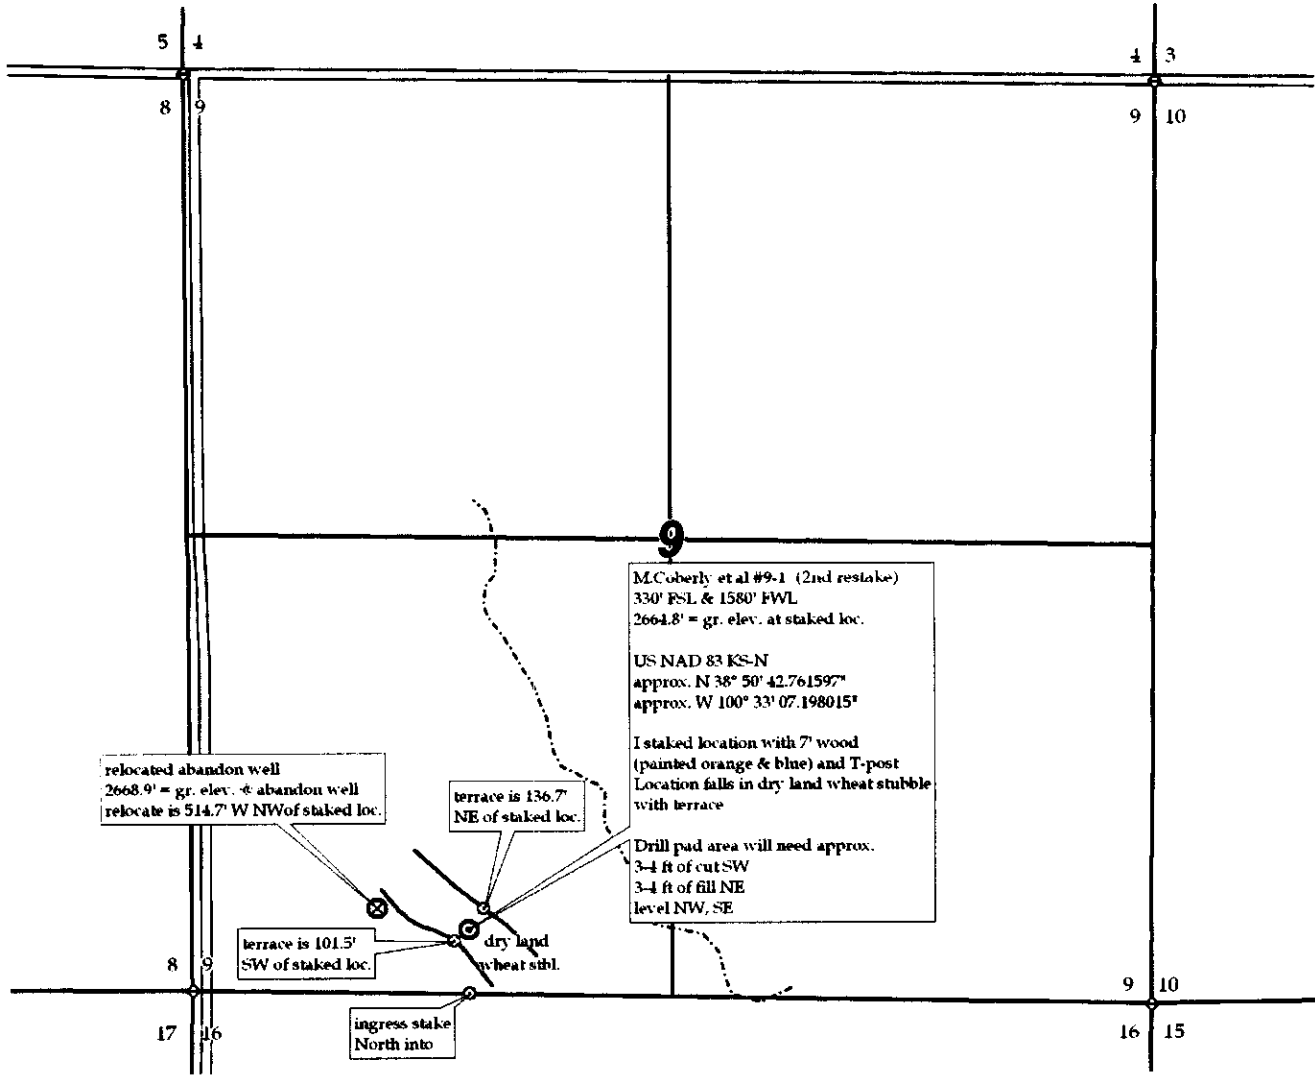 5 4
4 3
8 9
9 10
9
M.Coberly et al #9-1 (2nd restake)
330' FSL & 1580' FWL
2664.8' = gr. elev. at staked loc.
US NAD 83 KS-N
approx. N 38° 50' 42.761597"
approx. W 100° 33' 07.198015"
I staked location with 7' wood
(painted orange & blue) and T-post
Location falls in dry land wheat stubble
with terrace
Drill pad area will need approx.
3-4 ft of cut SW
3-4 ft of fill NE
level NW, SE
relocated abandon well
2668.9' = gr. elev. @ abandon well
relocate is 514.7' W NWof staked loc.
terrace is 136.7'
NE of staked loc.
terrace is 101.5'
SW of staked loc.
dry land
wheat stbl.
8 9
9 10
17 16
16 15
ingress stake
North into